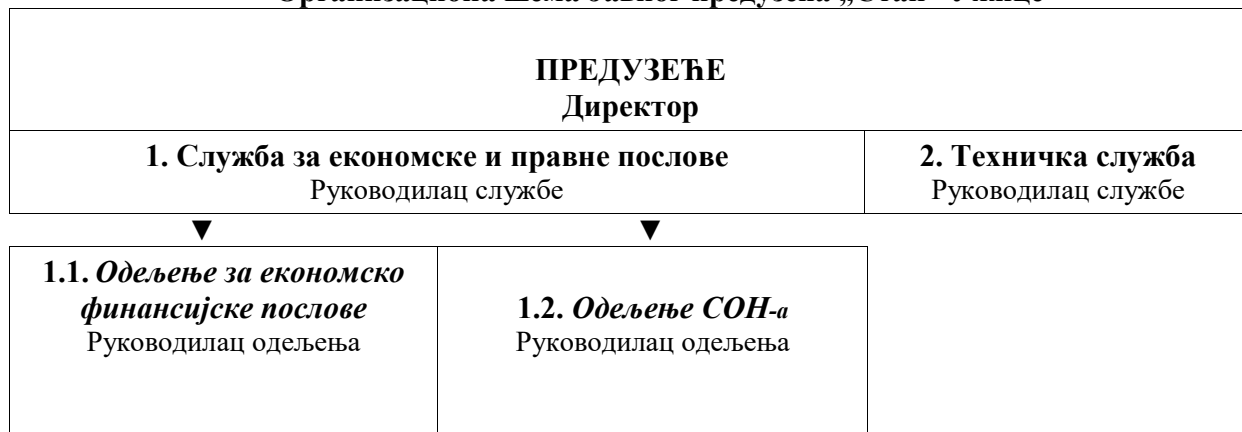 ПРЕДУЗЕЋЕ
Директор
1. Служба за економске и правне послове
Руководилац службе
2. Техничка служба
Руководилац службе
1.1. Одељење за економско
финансијске послове
Руководилац одељења
1.2. Одељење СОН-а
Руководилац одељења